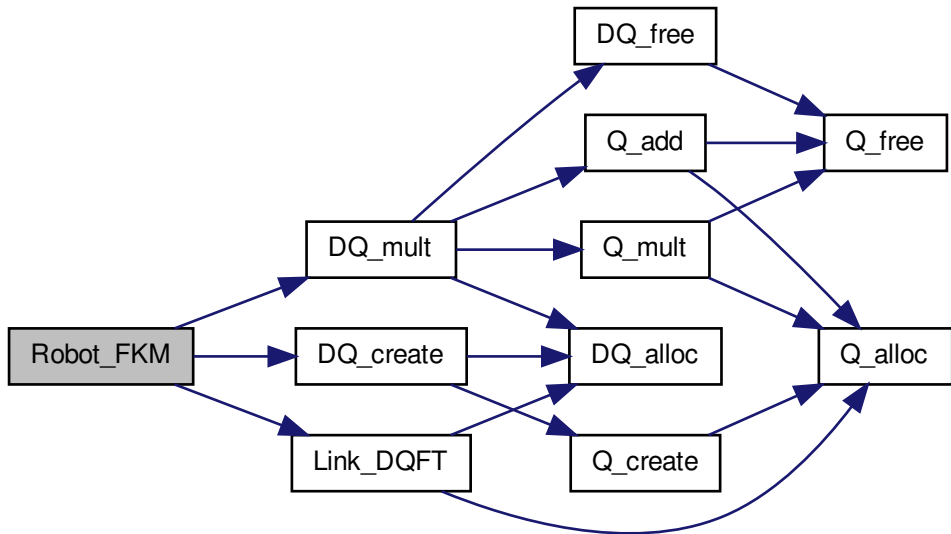 DQ_free
Q_add
Q_free
DQ_mult
Q_mult
Robot_FKM
DQ_create
DQ_alloc
Q_alloc
Link_DQFT
Q_create